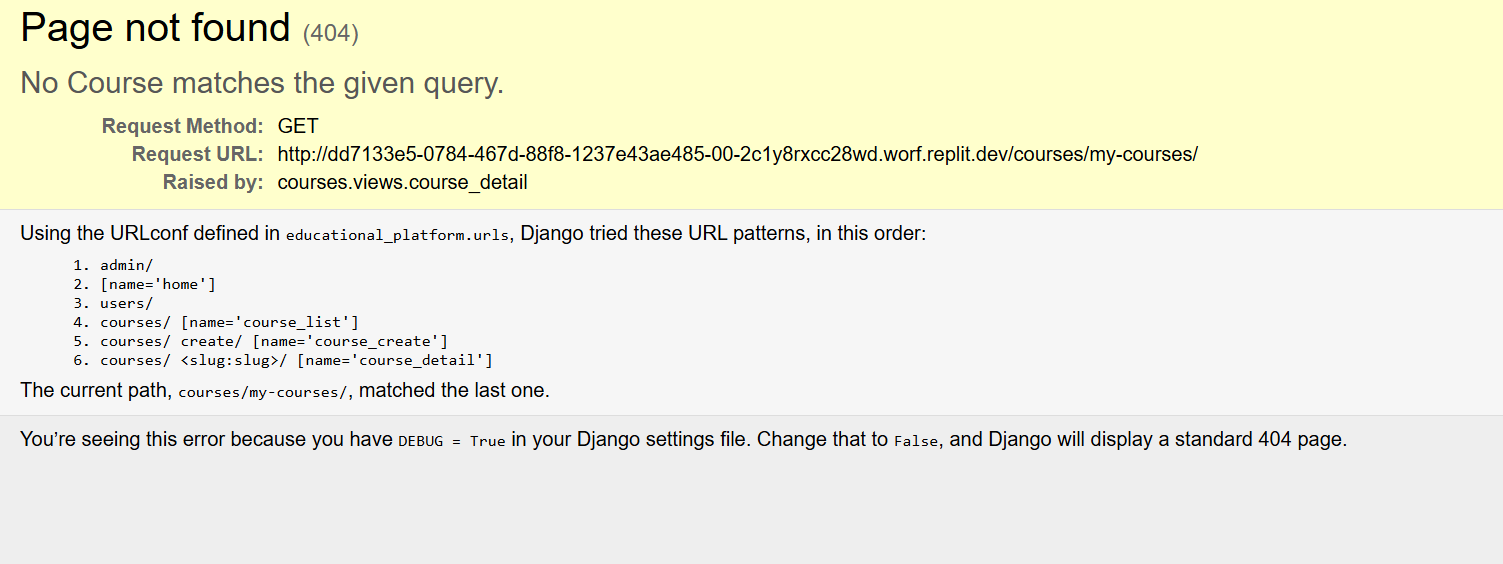 Page not found (404)
No Course matches the given query.
Request Method: GET
Request URL: http://dd7133e5-0784-467d-88f8-1237e43ae485-00-2c1y8rxcc28wd.worf.replit.dev/courses/my-courses/
Raised by: courses.views.course_detail
Using the URLconf defined in educational_platform.urls, Django tried these URL patterns, in this order:
1. admin/
2. [name='home']
3. users/
4. courses/ [name='course_list']
5. courses/ create/ [name='course_create']
6. courses/ <slug:slug>/ [name='course_detail']
The current path, courses/my-courses/, matched the last one.
You’re seeing this error because you have DEBUG = True in your Django settings file. Change that to False, and Django will display a standard 404 page.